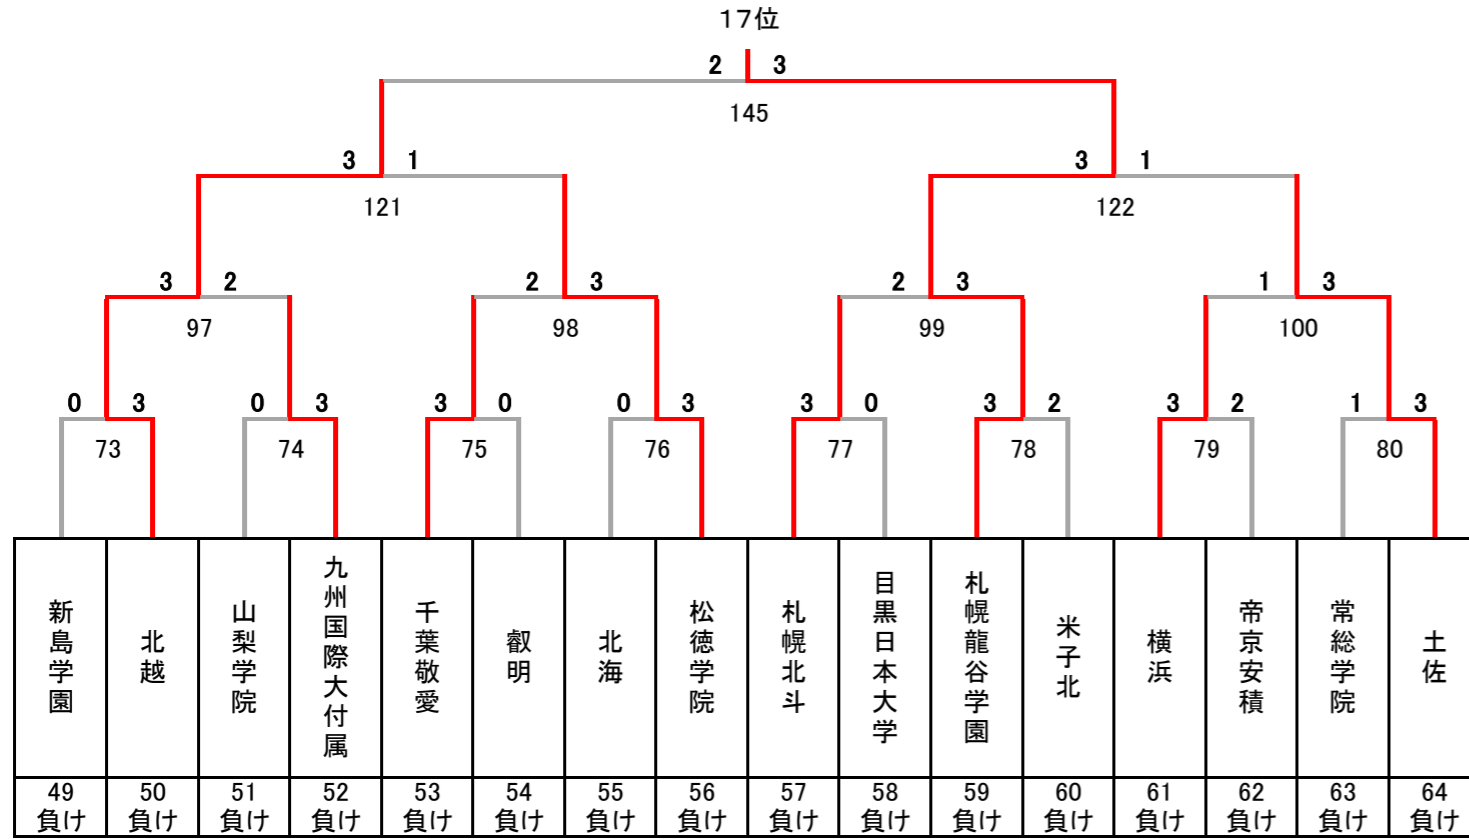 17位
2 3
145
3 1 3 1
121 122
3 2 2 3 2 3 1 3
97 98 99 100
0 3 0 3 3 0 0 3 3 0 3 2 3 2 1 3
73 74 75 76 77 78 79 80
新島学園
北越
山梨学院
九州国際大付属
千葉敬愛
叡明
北海
松徳学院
札幌北斗
目黒日本大学
札幌龍谷学園
米子北
横浜
帝京安積
常総学院
土佐
49 50 51 52 53 54 55 56 57 58 59 60 61 62 63 64
負け 負け 負け 負け 負け 負け 負け 負け 負け 負け 負け 負け 負け 負け 負け 負け